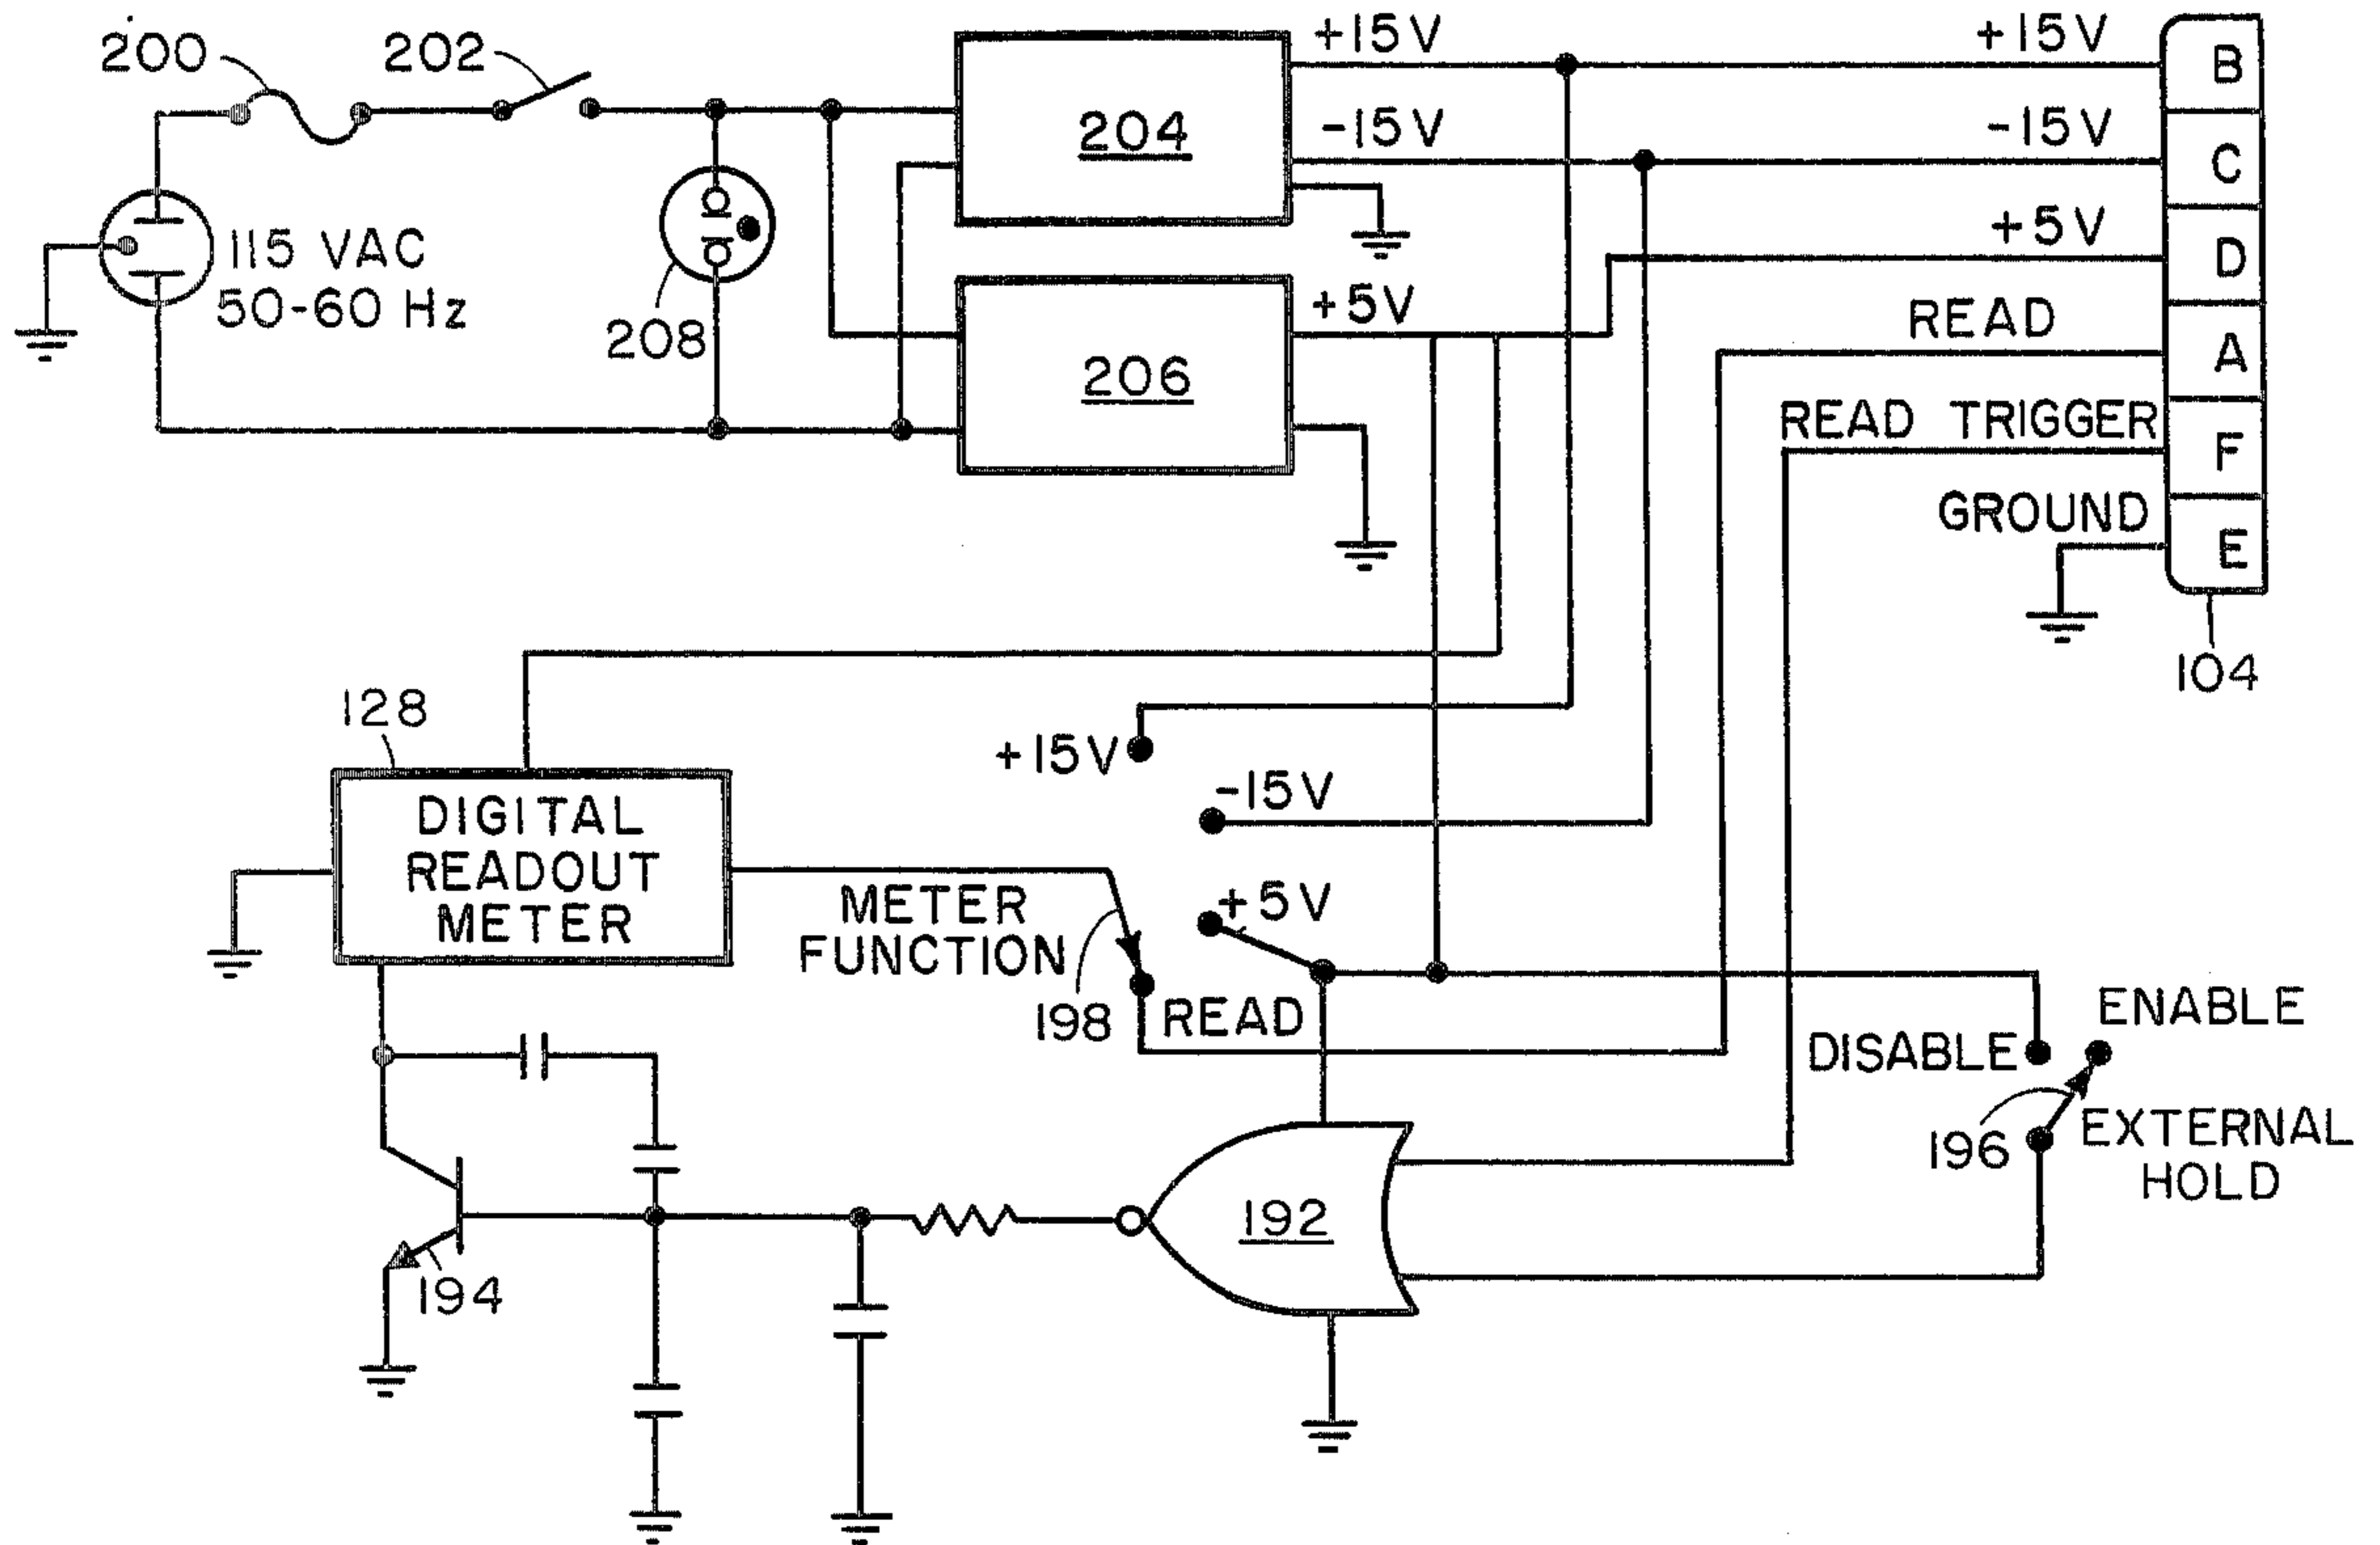 200
202
204
+15V
+15V
B
-15V
-15V
C
115 VAC
50-60 Hz
208
206
+5V
+5V
D
READ
A
READ TRIGGER
F
GROUND
E
104
128
DIGITAL
READOUT
METER
METER
FUNCTION
198
+15V
-15V
+5V
READ
DISABLE
ENABLE
196
EXTERNAL
HOLD
192
194